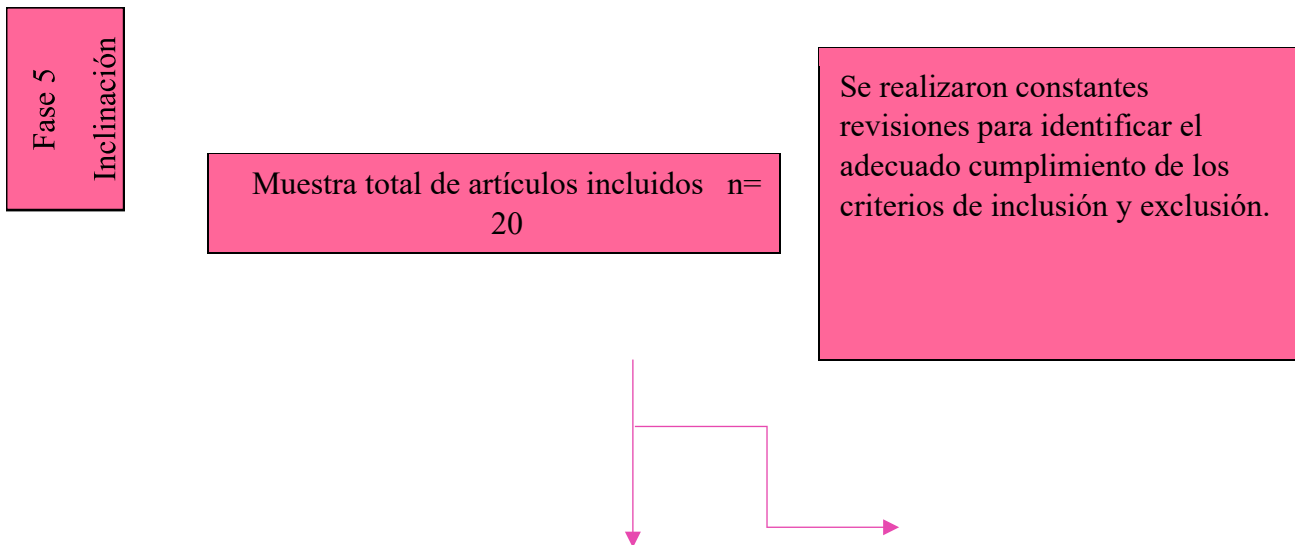 Fase 5
Inclinación
Muestra total de artículos incluidos n=
20
Se realizaron constantes
revisiones para identificar el
adecuado cumplimiento de los
criterios de inclusión y exclusión.